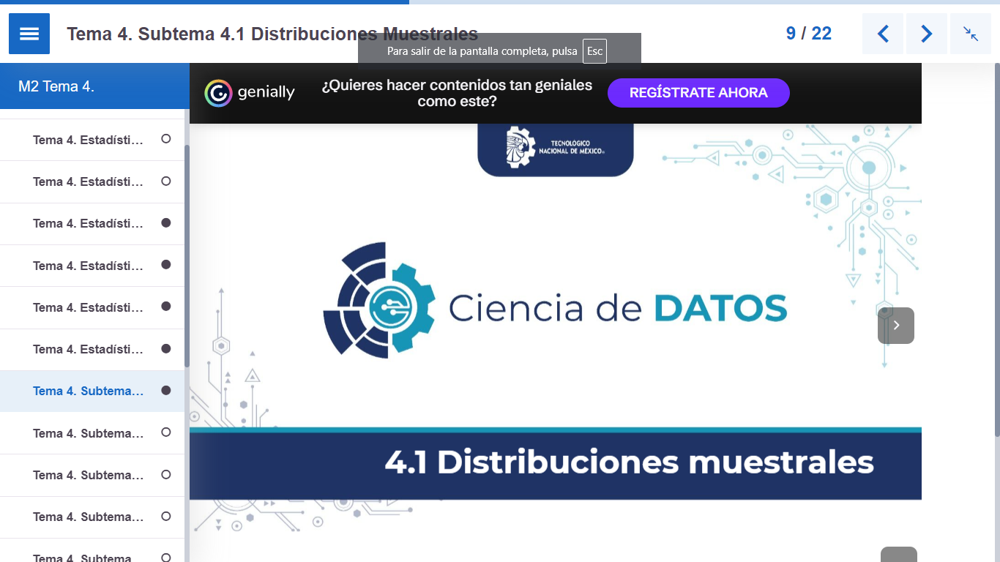 Tema 4. Subtema 4.1 Distribuciones Muestrales
9 / 22
Para salir de la pantalla completa, pulsa Esc
M2 Tema 4.
Tema 4. Estadísti...
Tema 4. Estadísti...
Tema 4. Estadísti...
Tema 4. Estadísti...
Tema 4. Estadísti...
Tema 4. Estadísti...
Tema 4. Subtema...
Tema 4. Subtema...
Tema 4. Subtema...
Tema 4. Subtema...
Tema 4. Subtema
genially
¿Quieres hacer contenidos tan geniales
como este?
REGÍSTRATE AHORA
TECNOLÓGICO
NACIONAL DE MÉXICO®
Ciencia de DATOS
4.1 Distribuciones muestrales